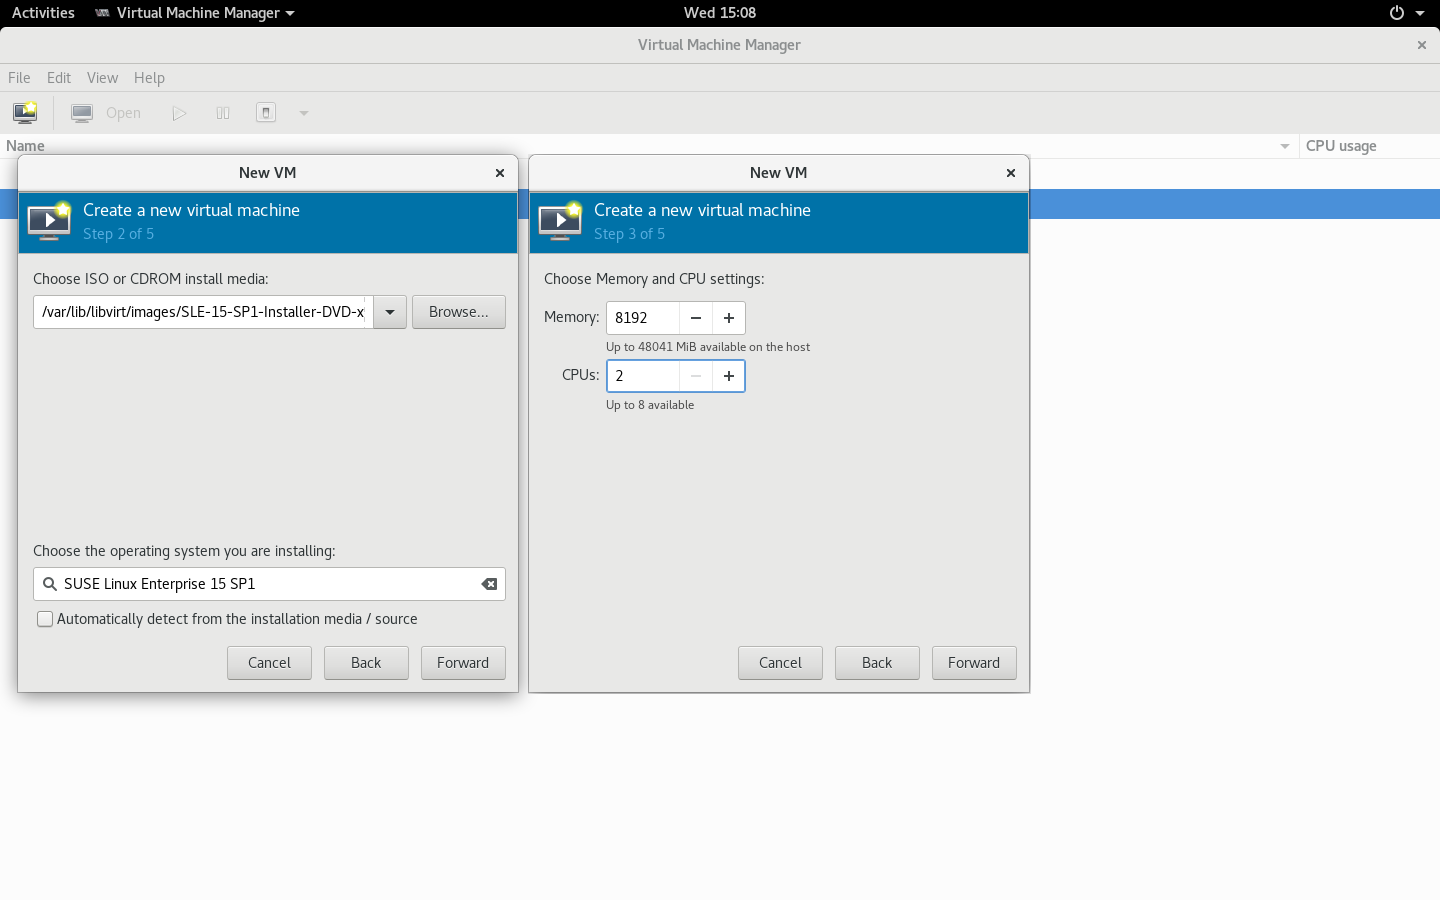 Activities Virtual Machine Manager Wed 15:08
Virtual Machine Manager
File Edit View Help
Open
Name CPU usage
New VM
Create a new virtual machine
Step 2 of 5
Choose ISO or CDROM install media:
/var/lib/libvirt/images/SLE-15-SP1-Installer-DVD-x Browse...
Choose the operating system you are installing:
SUSE Linux Enterprise 15 SP1
Automatically detect from the installation media / source
Cancel Back Forward
New VM
Create a new virtual machine
Step 3 of 5
Choose Memory and CPU settings:
Memory: 8192
Up to 48041 MiB available on the host
CPUs: 2
Up to 8 available
Cancel Back Forward